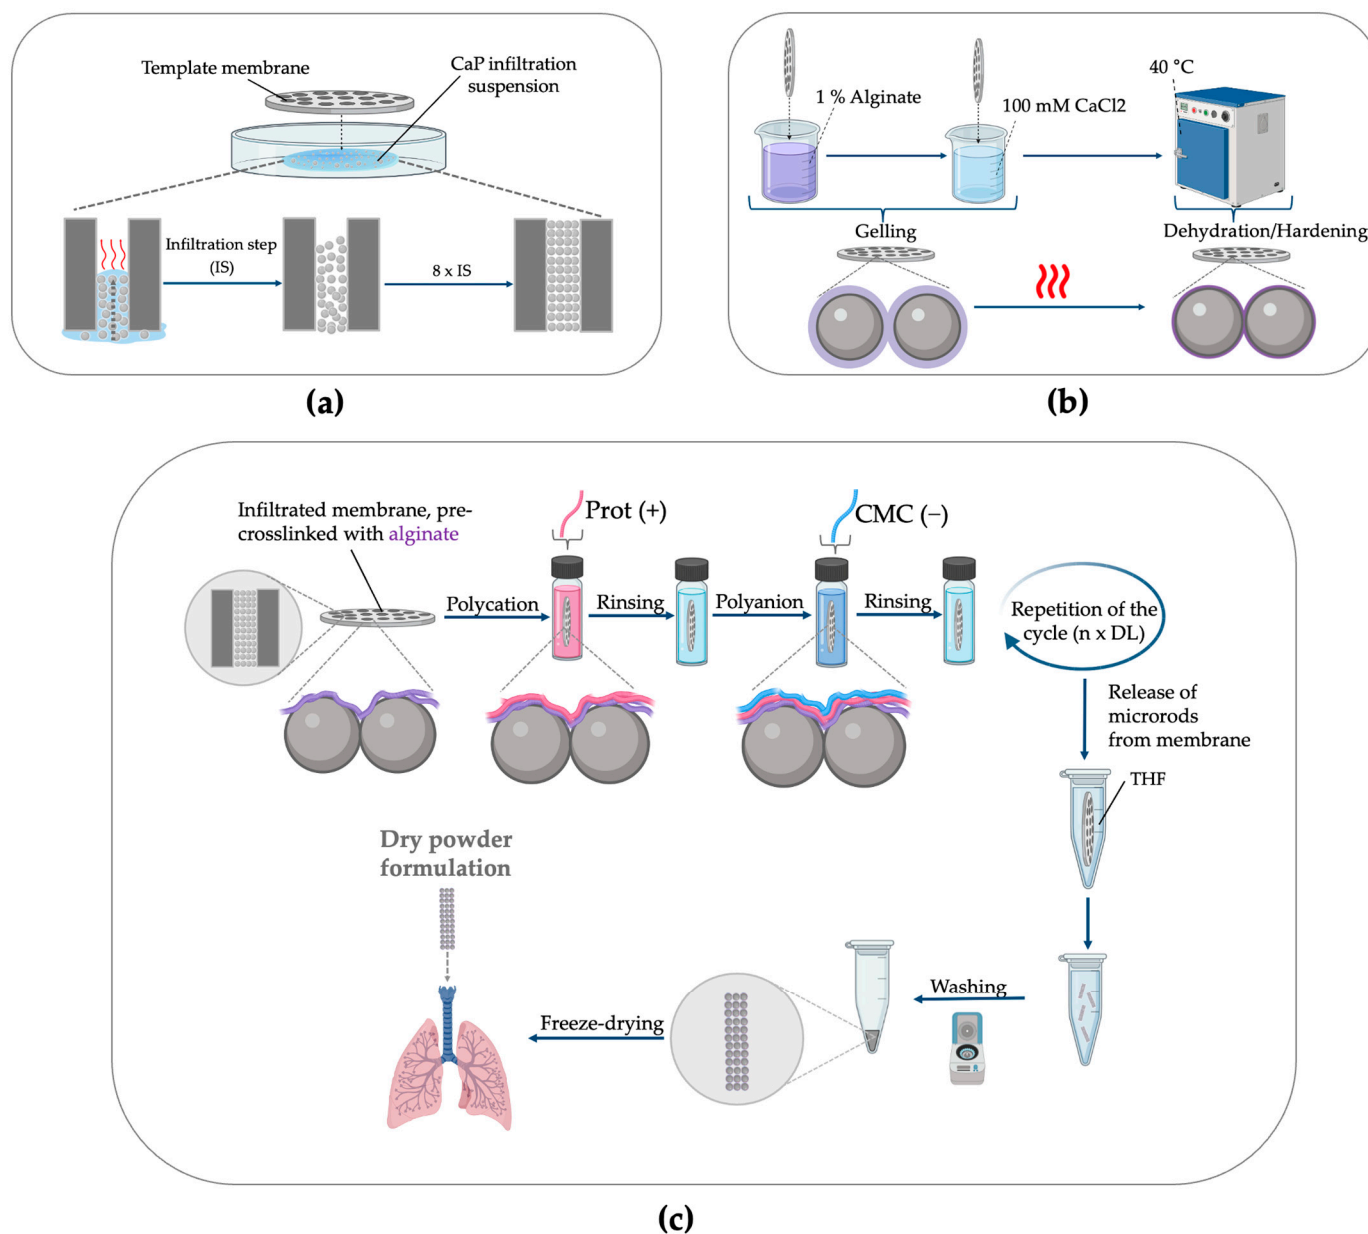 Template membrane
CaP infiltration
suspension
Infiltration step
(IS)
8 x IS
(a)
1 % Alginate
100 mM CaCl2
40 °C
Gelling
Dehydration/Hardening
(b)
Infiltrated membrane, pre-
crosslinked with alginate
Prot (+)
CMC (−)
Polycation
Rinsing
Polyanion
Rinsing
Repetition of the
cycle (n x DL)
Release of
microrods
from membrane
THF
Washing
Freeze-drying
Dry powder
formulation
(c)